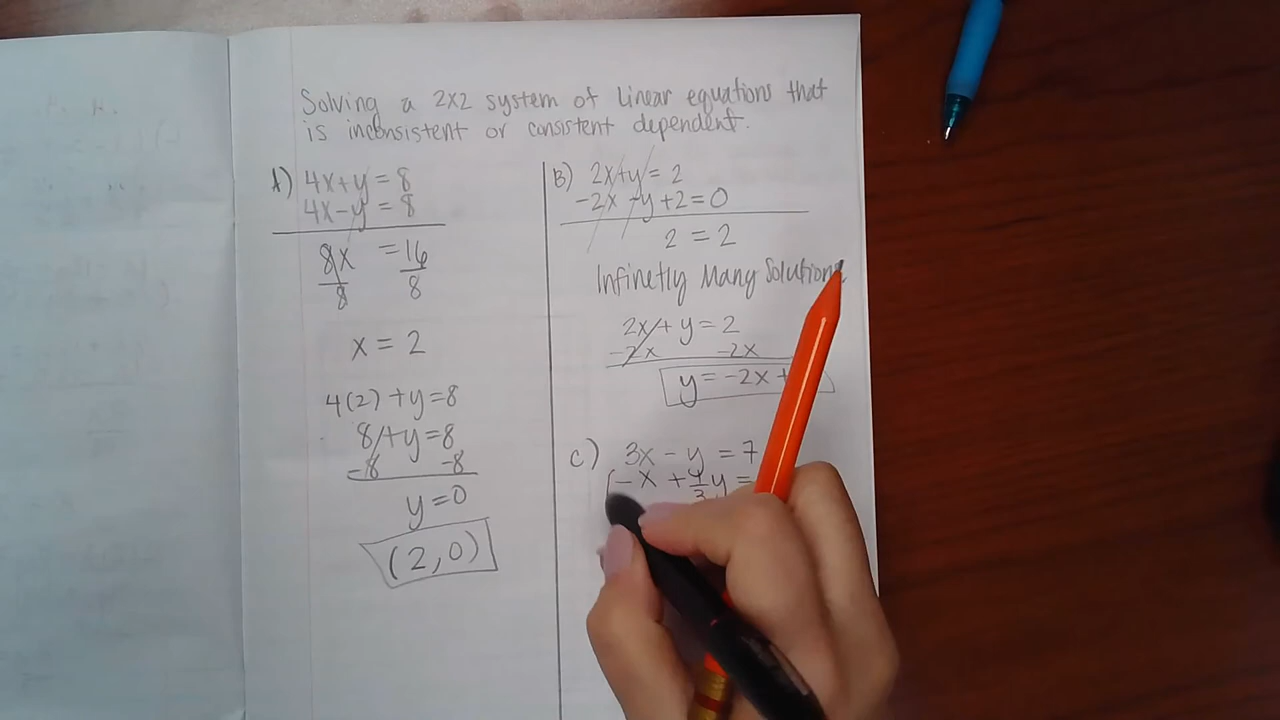 Solving a 2x2 system of linear equations that
is inconsistent or consistent dependent.
A) 4x+y=8
4x-y=8
8x =16
8 8
x = 2
4(2)+y=8
8+y=8
-8 -8
y=0
(2,0)
B) 2x+y=2
-2x -y+2=0
2 = 2
Infinetly Many Solutions
2x+y=2
-2x -2x
y=-2x+
C) 3x-y=7
-x+y=
3